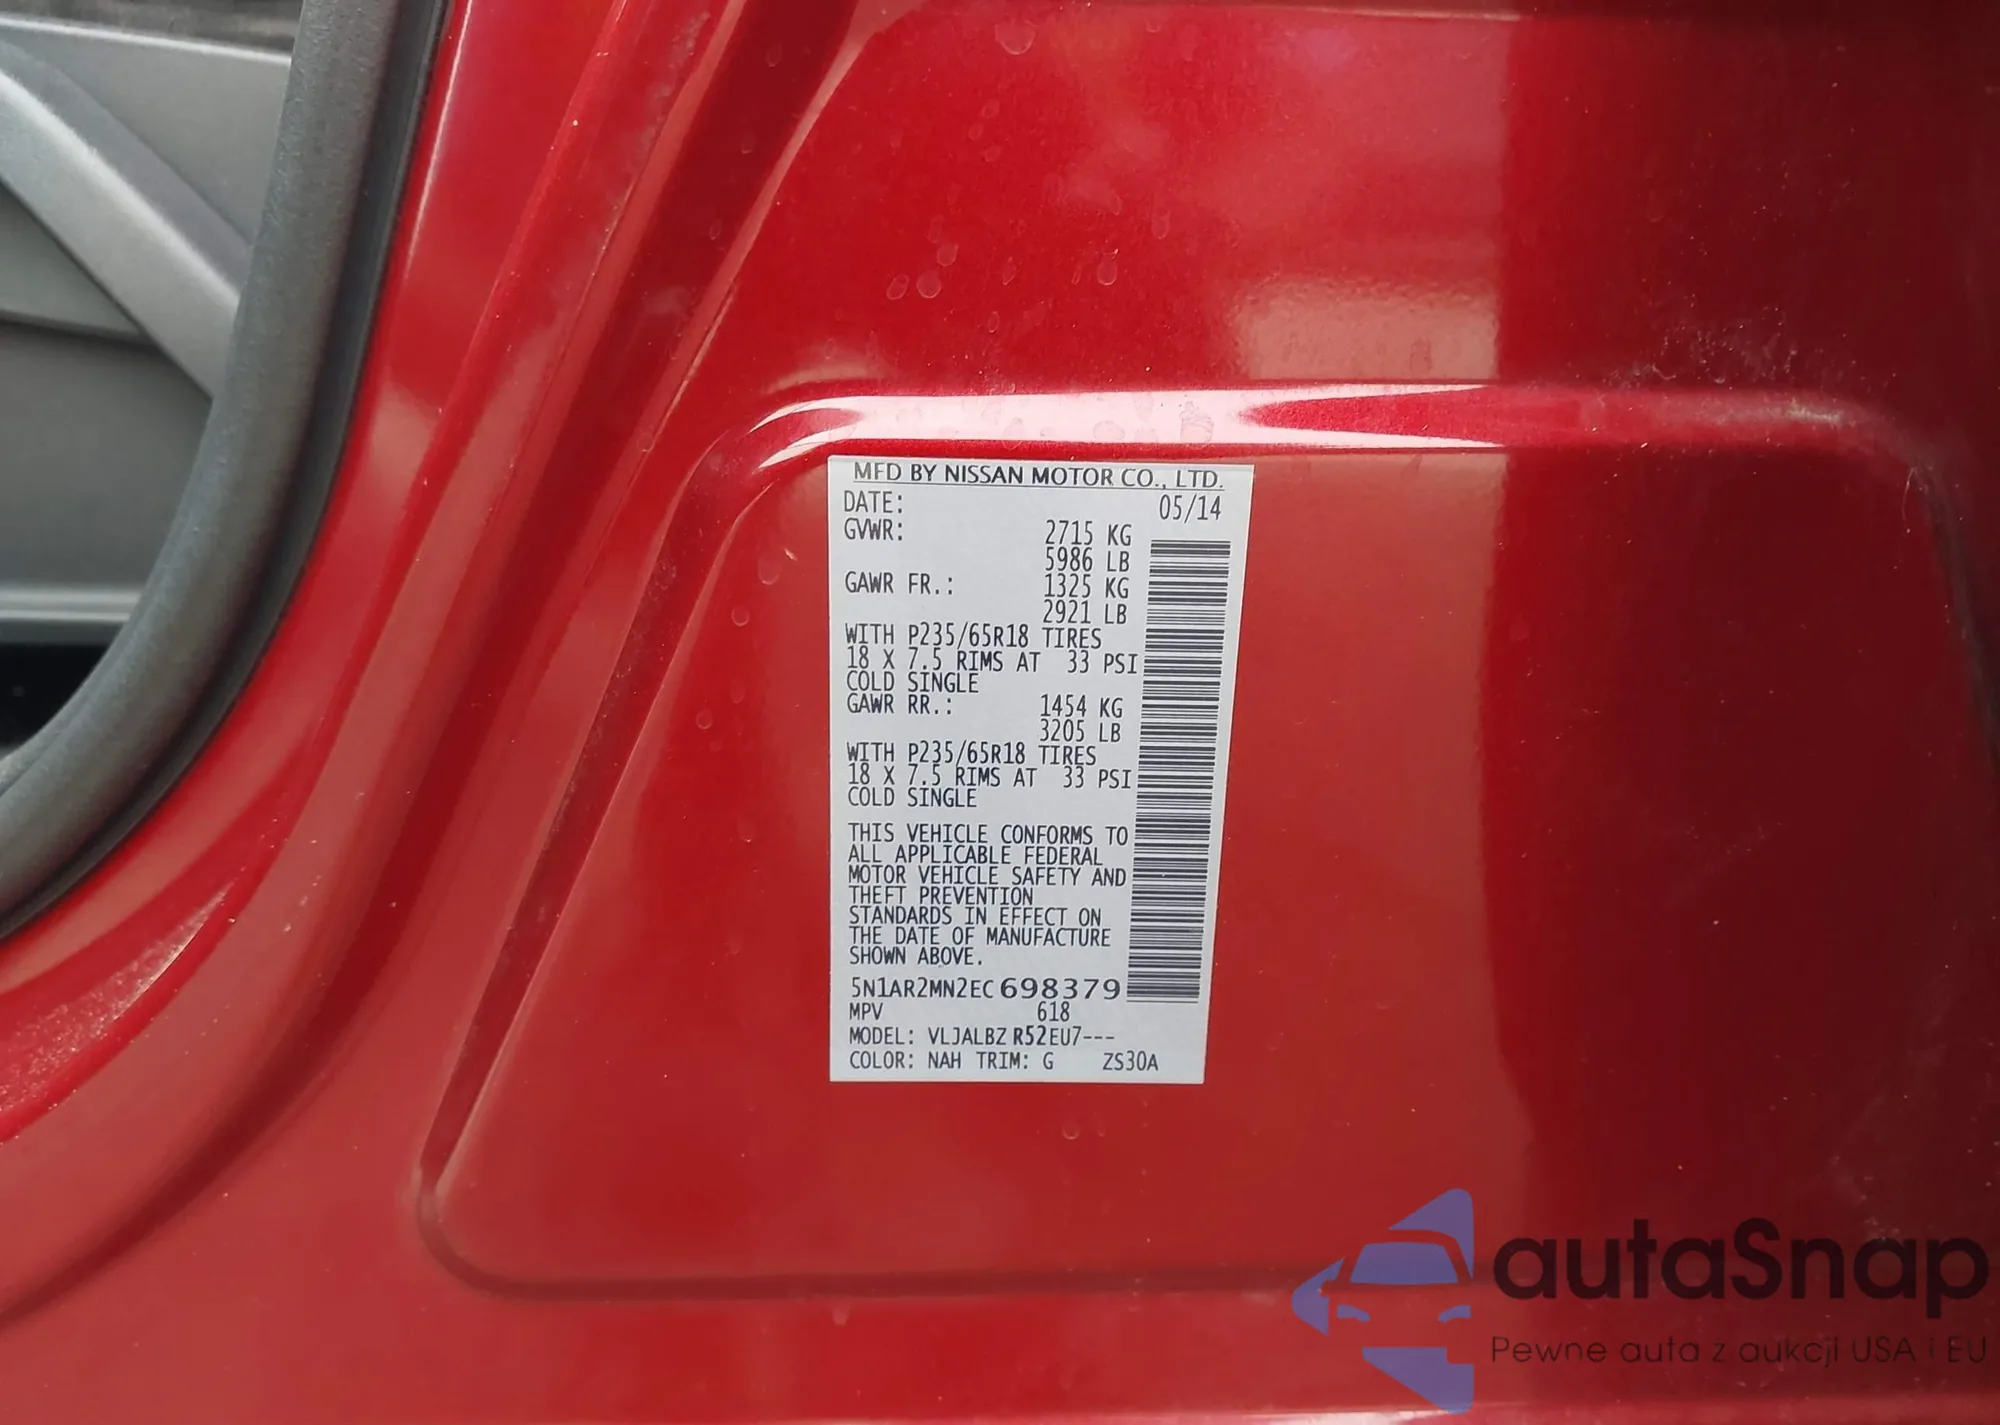 MFD BY NISSAN MOTOR CO., LTD.
DATE: 05/14
GVWR: 2715 KG
5986 LB
GAWR FR.: 1325 KG
2921 LB
WITH P235/65R18 TIRES
18 X 7.5 RIMS AT 33 PSI
COLD SINGLE
GAWR RR.: 1454 KG
3205 LB
WITH P235/65R18 TIRES
18 X 7.5 RIMS AT 33 PSI
COLD SINGLE
THIS VEHICLE CONFORMS TO
ALL APPLICABLE FEDERAL
MOTOR VEHICLE SAFETY AND
THEFT PREVENTION
STANDARDS IN EFFECT ON
THE DATE OF MANUFACTURE
SHOWN ABOVE.
5N1AR2MN2EC698379
MPV 618
MODEL: VLJALBZ R52EU7---
COLOR: NAH TRIM: G ZS30A
autaSnap
Pewne auta z aukcji USA i EU